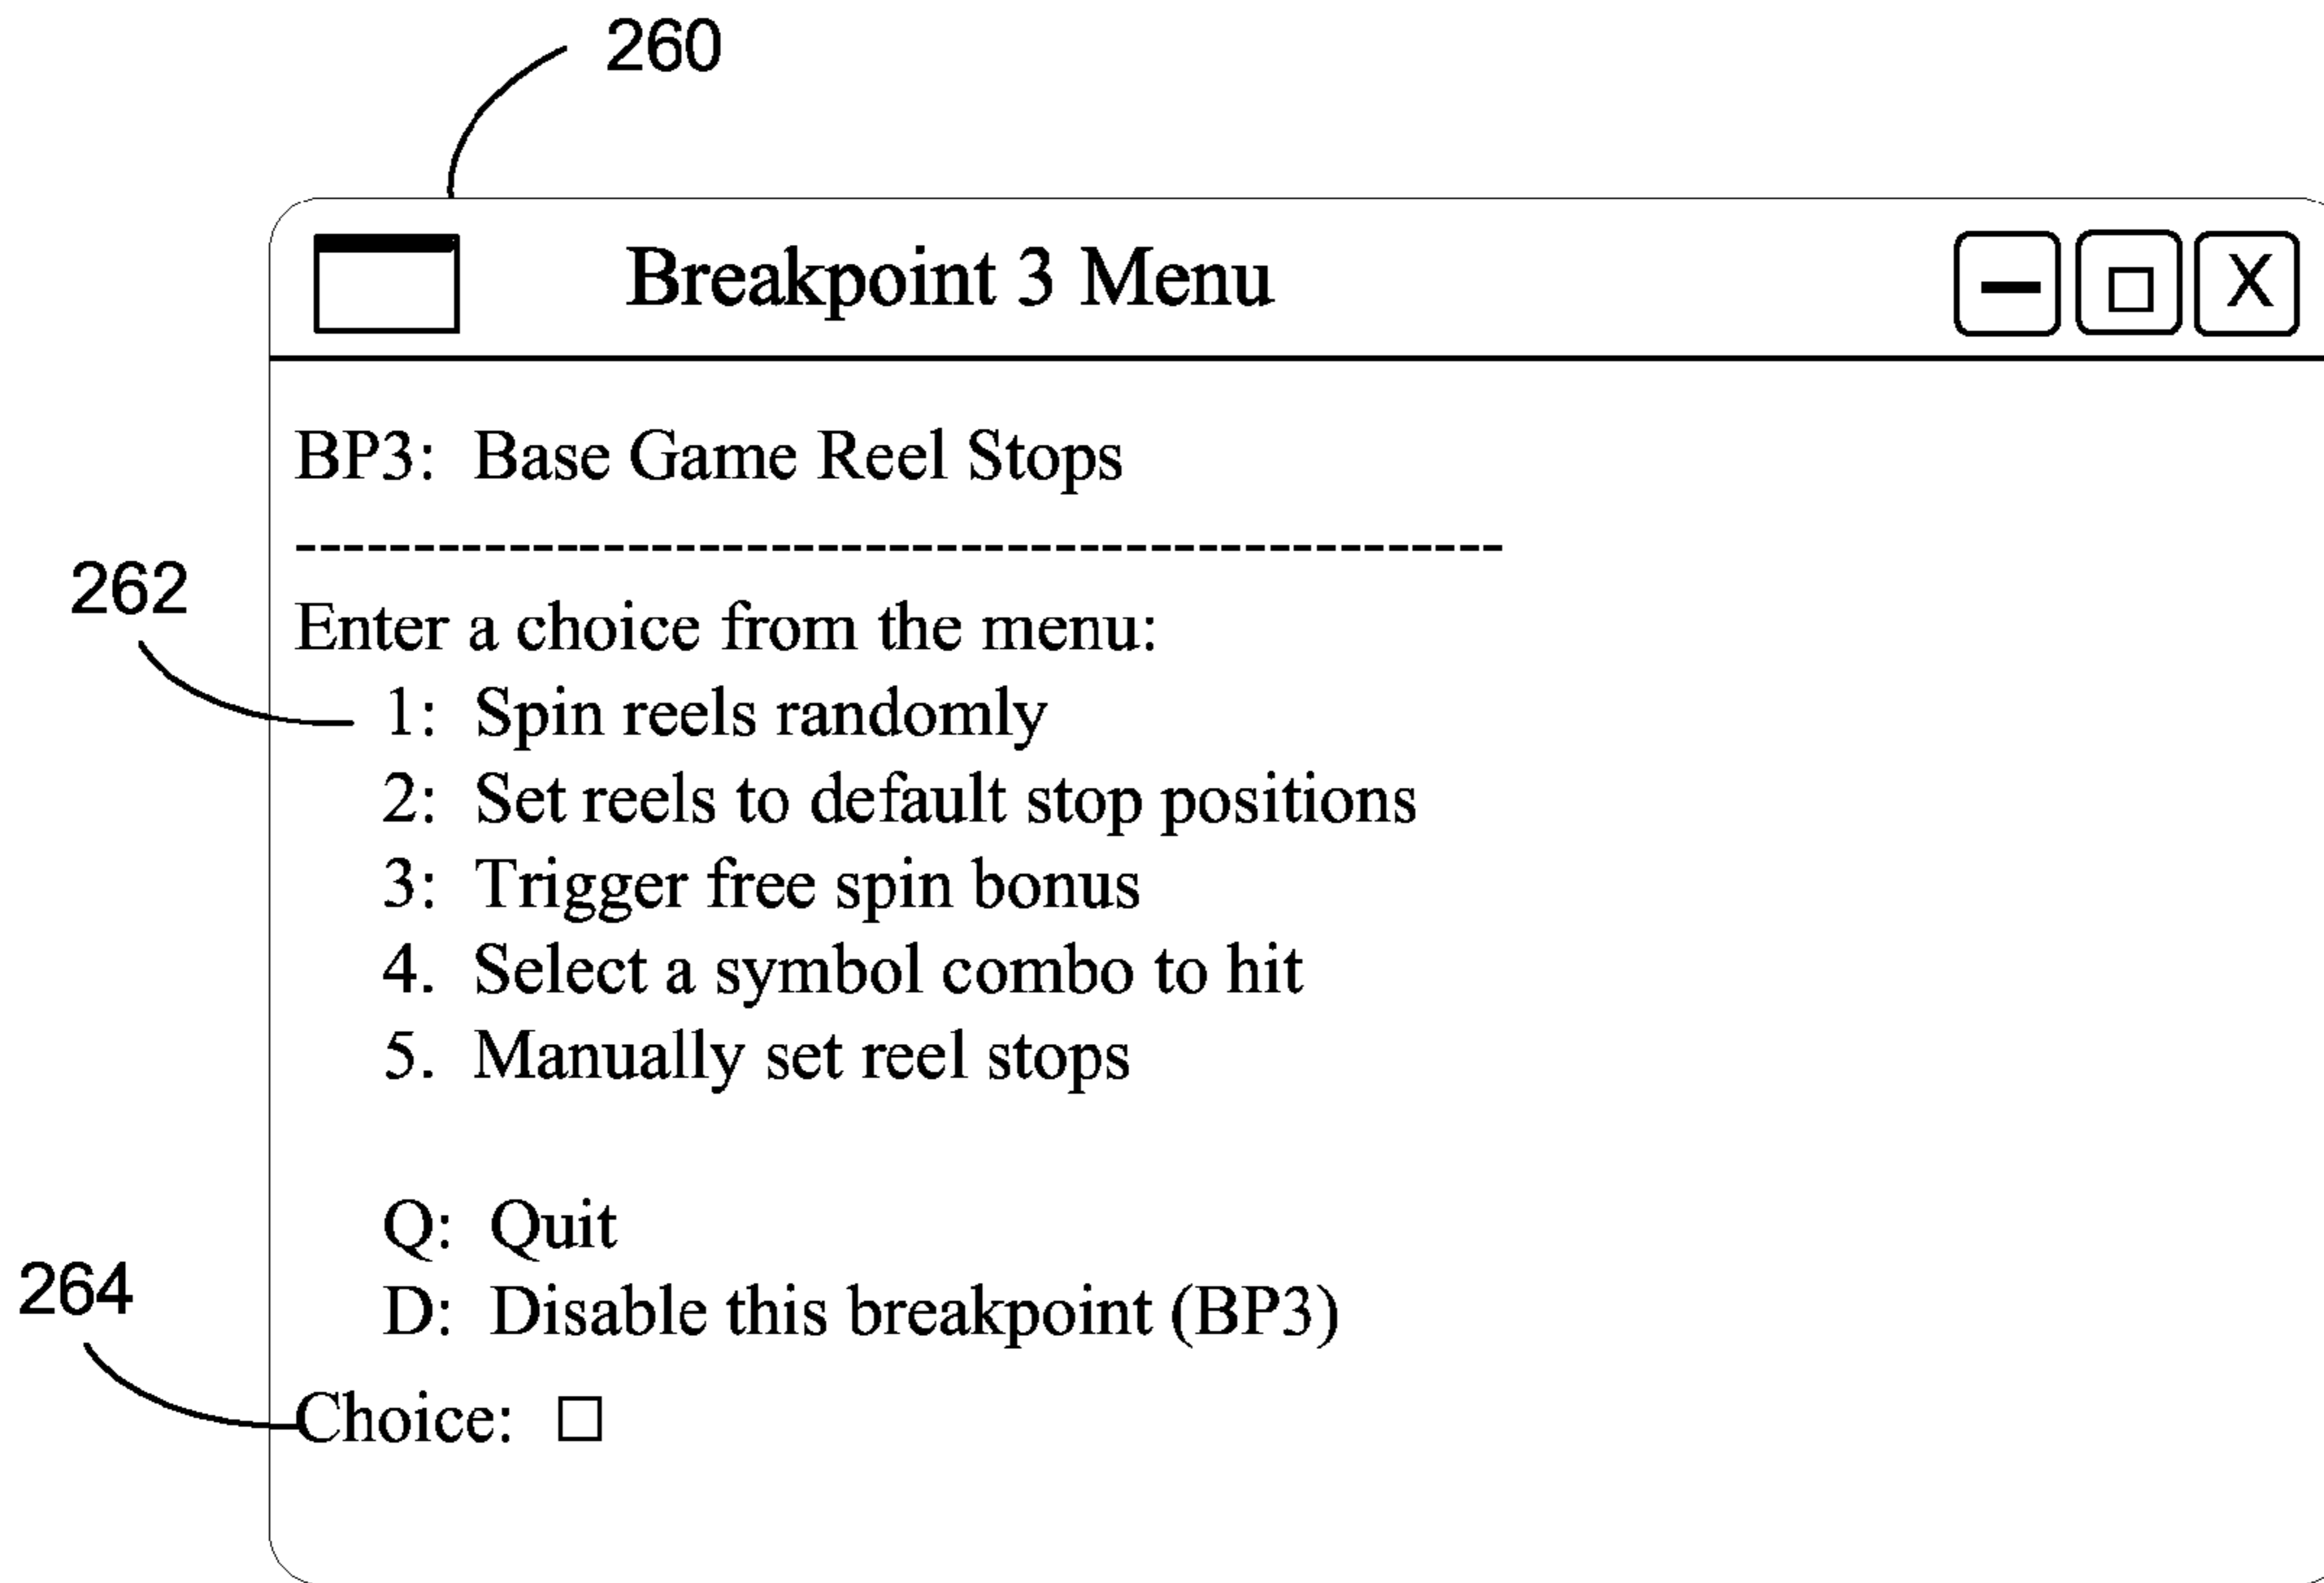 260
Breakpoint 3 Menu
X
BP3: Base Game Reel Stops
---------------------------------------------------
262
Enter a choice from the menu:
1: Spin reels randomly
2: Set reels to default stop positions
3: Trigger free spin bonus
4. Select a symbol combo to hit
5. Manually set reel stops
Q: Quit
264
D: Disable this breakpoint (BP3)
Choice: □